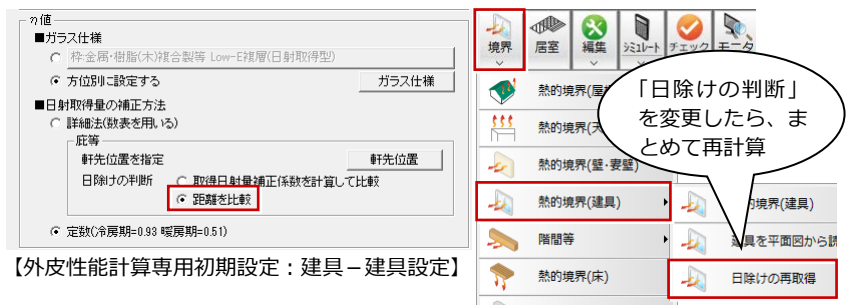 η値
■ガラス仕様
枠:金属・樹脂(木)複合製等 Low-E複層(日射取得型)
方位別に設定する ガラス仕様
■日射取得量の補正方法
詳細法(数表を用いる)
庇等
軒先位置を指定 軒先位置
日除けの判断 取得日射量補正係数を計算して比較
距離を比較
定数(冷房期=0.93 暖房期=0.51)
【外皮性能計算専用初期設定：建具－建具設定】
境界 居室 編集 ｼﾐｭﾚｰﾄ チェック モニタ
熱的境界(屋
熱的境界(天
熱的境界(壁・妻壁)
熱的境界(建具)
階間等
熱的境界(床)
「日除けの判断」
を変更したら、ま
とめて再計算
的境界(建具)
建具を平面図から読
日除けの再取得